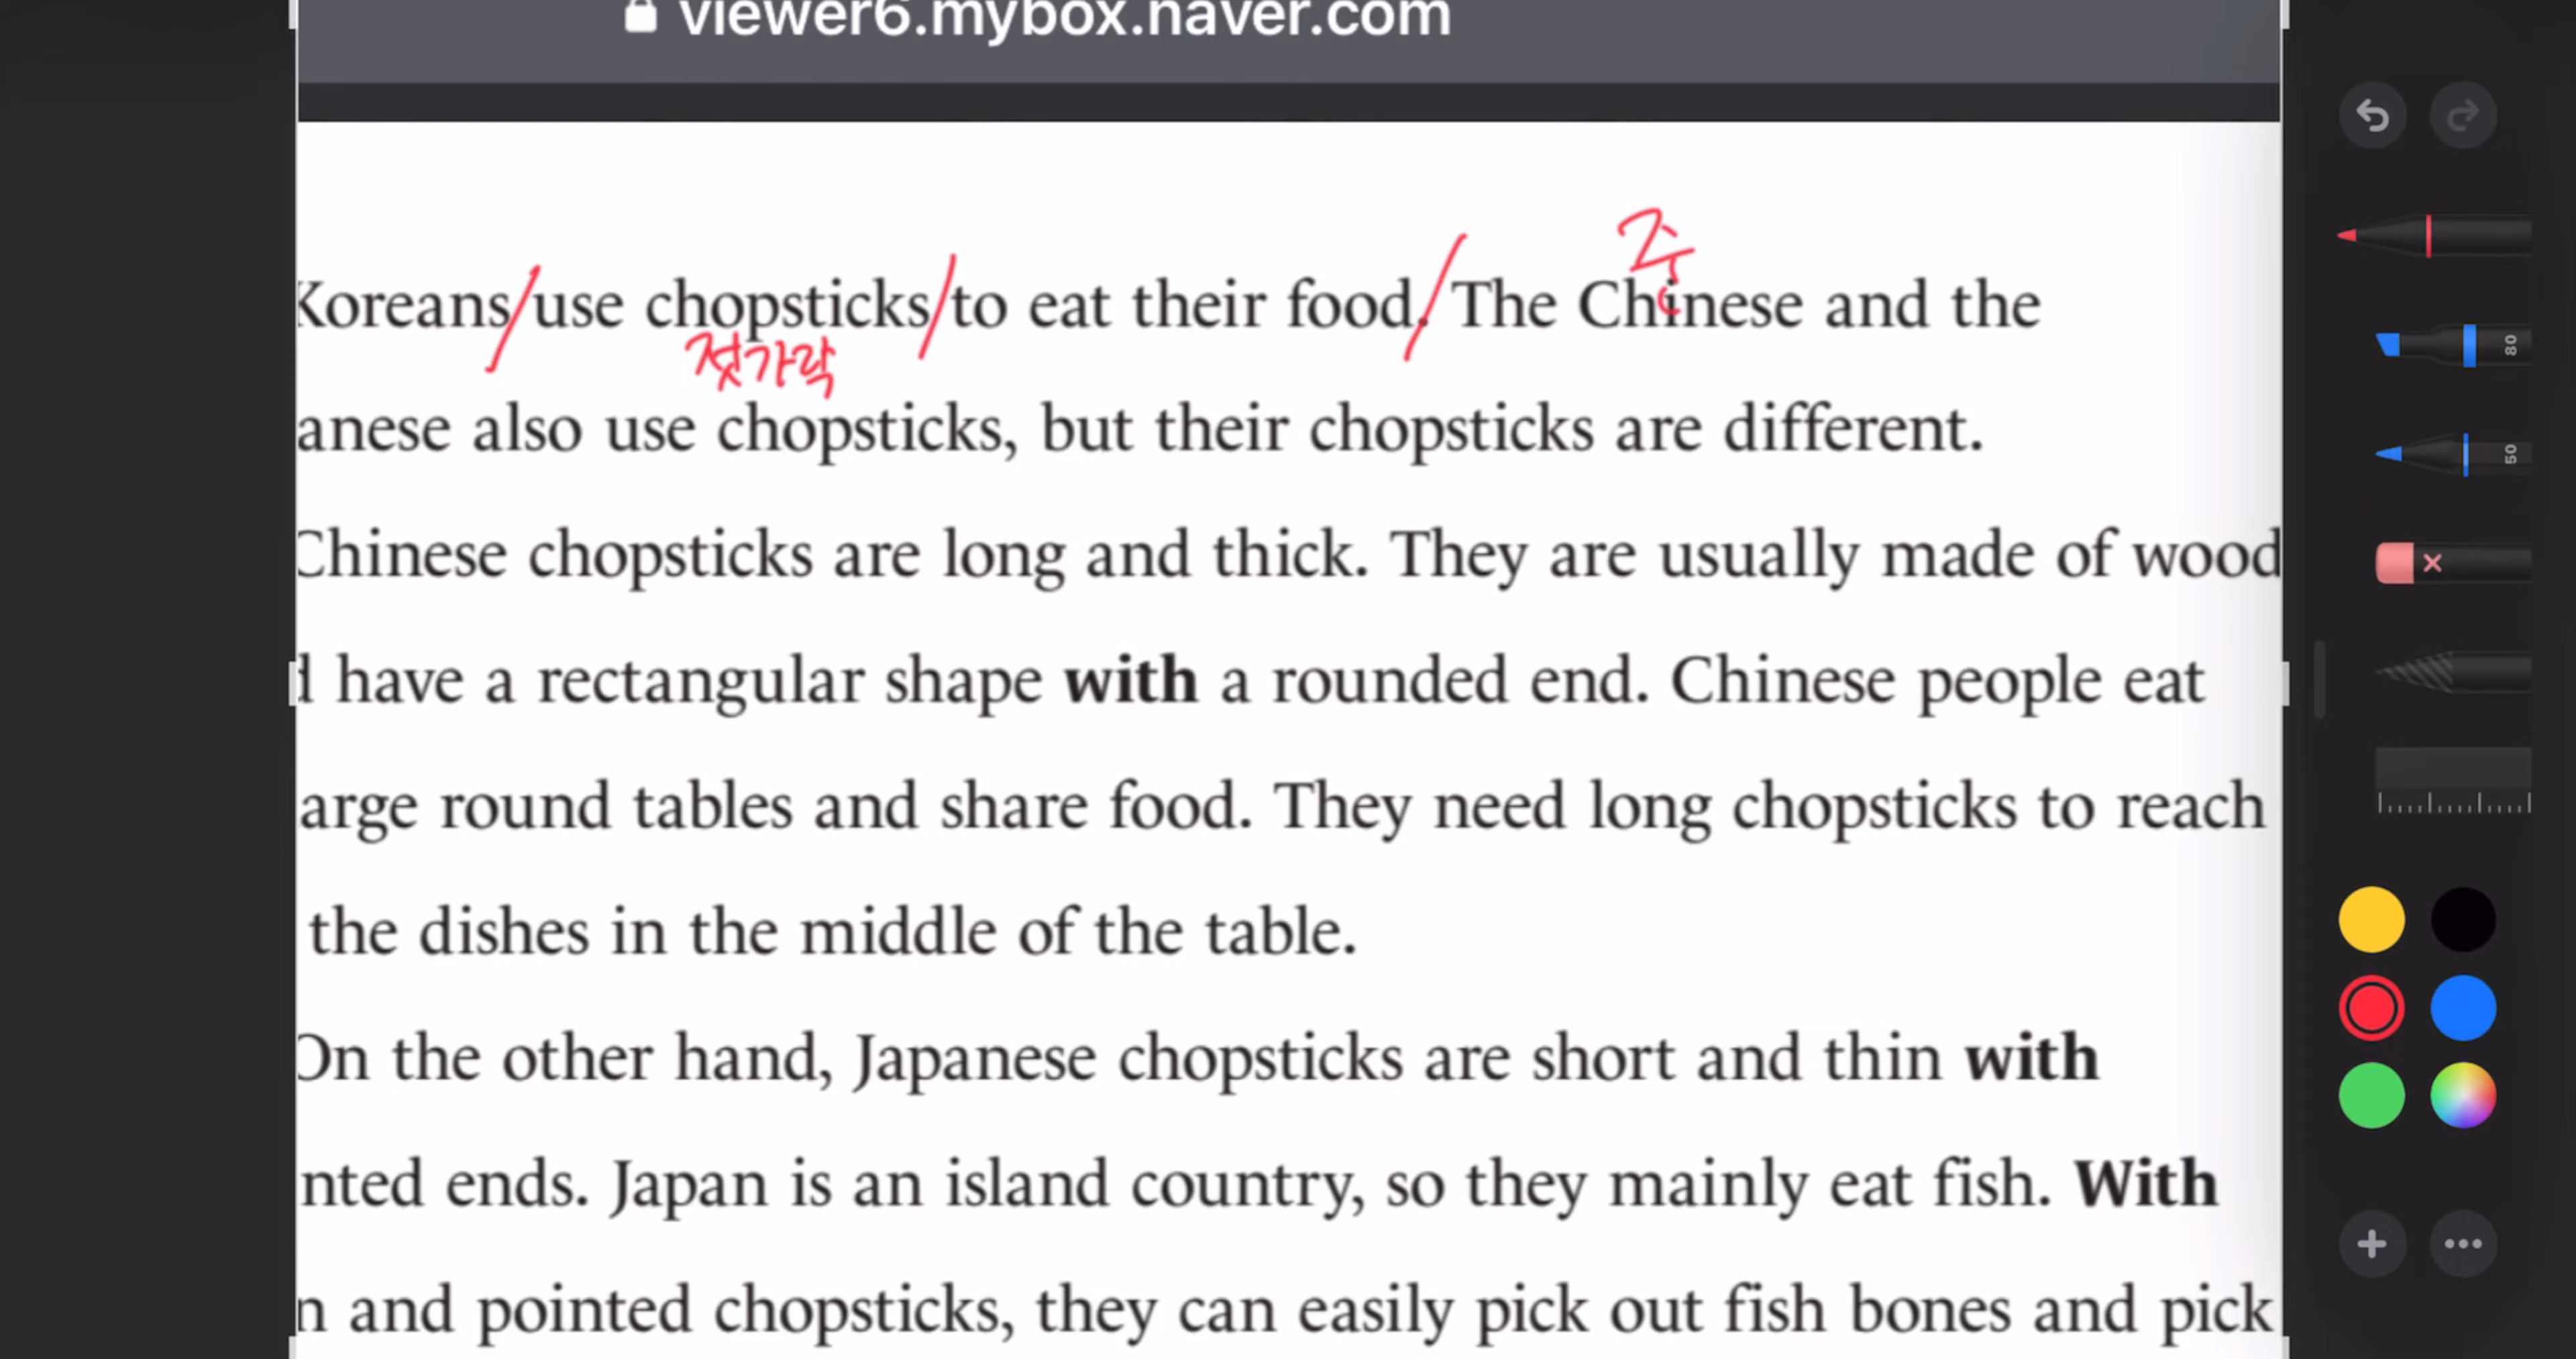 viewer6.mybox.naver.com
중
Koreans/use chopsticks/to eat their food./The Chinese and the
젓가락
anese also use chopsticks, but their chopsticks are different.
Chinese chopsticks are long and thick. They are usually made of wood
d have a rectangular shape with a rounded end. Chinese people eat
arge round tables and share food. They need long chopsticks to reach
the dishes in the middle of the table.
On the other hand, Japanese chopsticks are short and thin with
nted ends. Japan is an island country, so they mainly eat fish. With
n and pointed chopsticks, they can easily pick out fish bones and pick
80
50